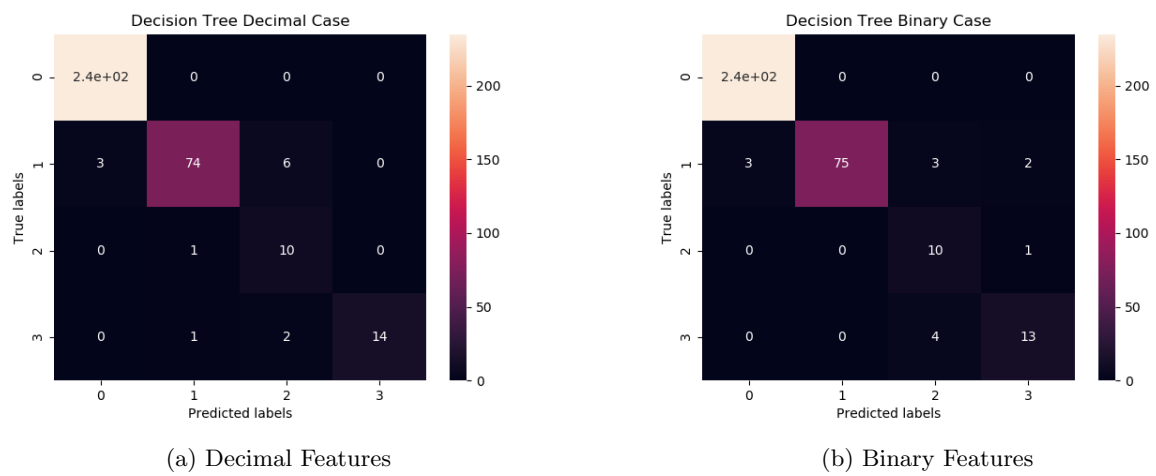 Decision Tree Decimal Case
0 2.4e+02 0 0 0
1 3 74 6 0
2 0 1 10 0
3 0 1 2 14
0 1 2 3
True labels
Predicted labels
200
150
100
50
0
(a) Decimal Features
Decision Tree Binary Case
0 2.4e+02 0 0 0
1 3 75 3 2
2 0 0 10 1
3 0 0 4 13
0 1 2 3
True labels
Predicted labels
200
150
100
50
0
(b) Binary Features